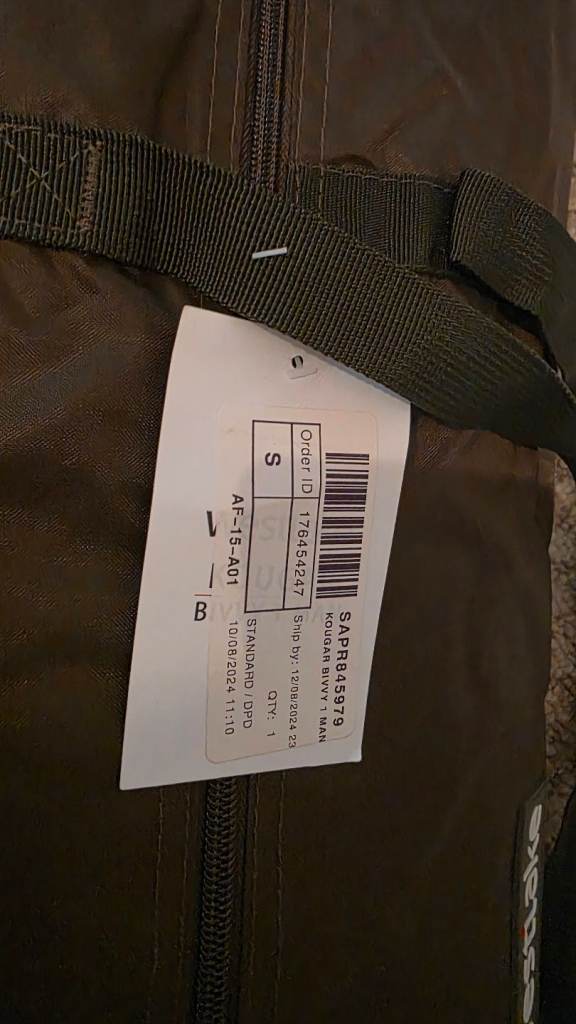 SAPR845979
KOUGAR BIVVY 1 MAN
Order ID 176454247
Ship by: 12/08/2024 23
S
QTY: 1
STANDARD / DPD
AF-15-A01
10/08/2024 11:10
B